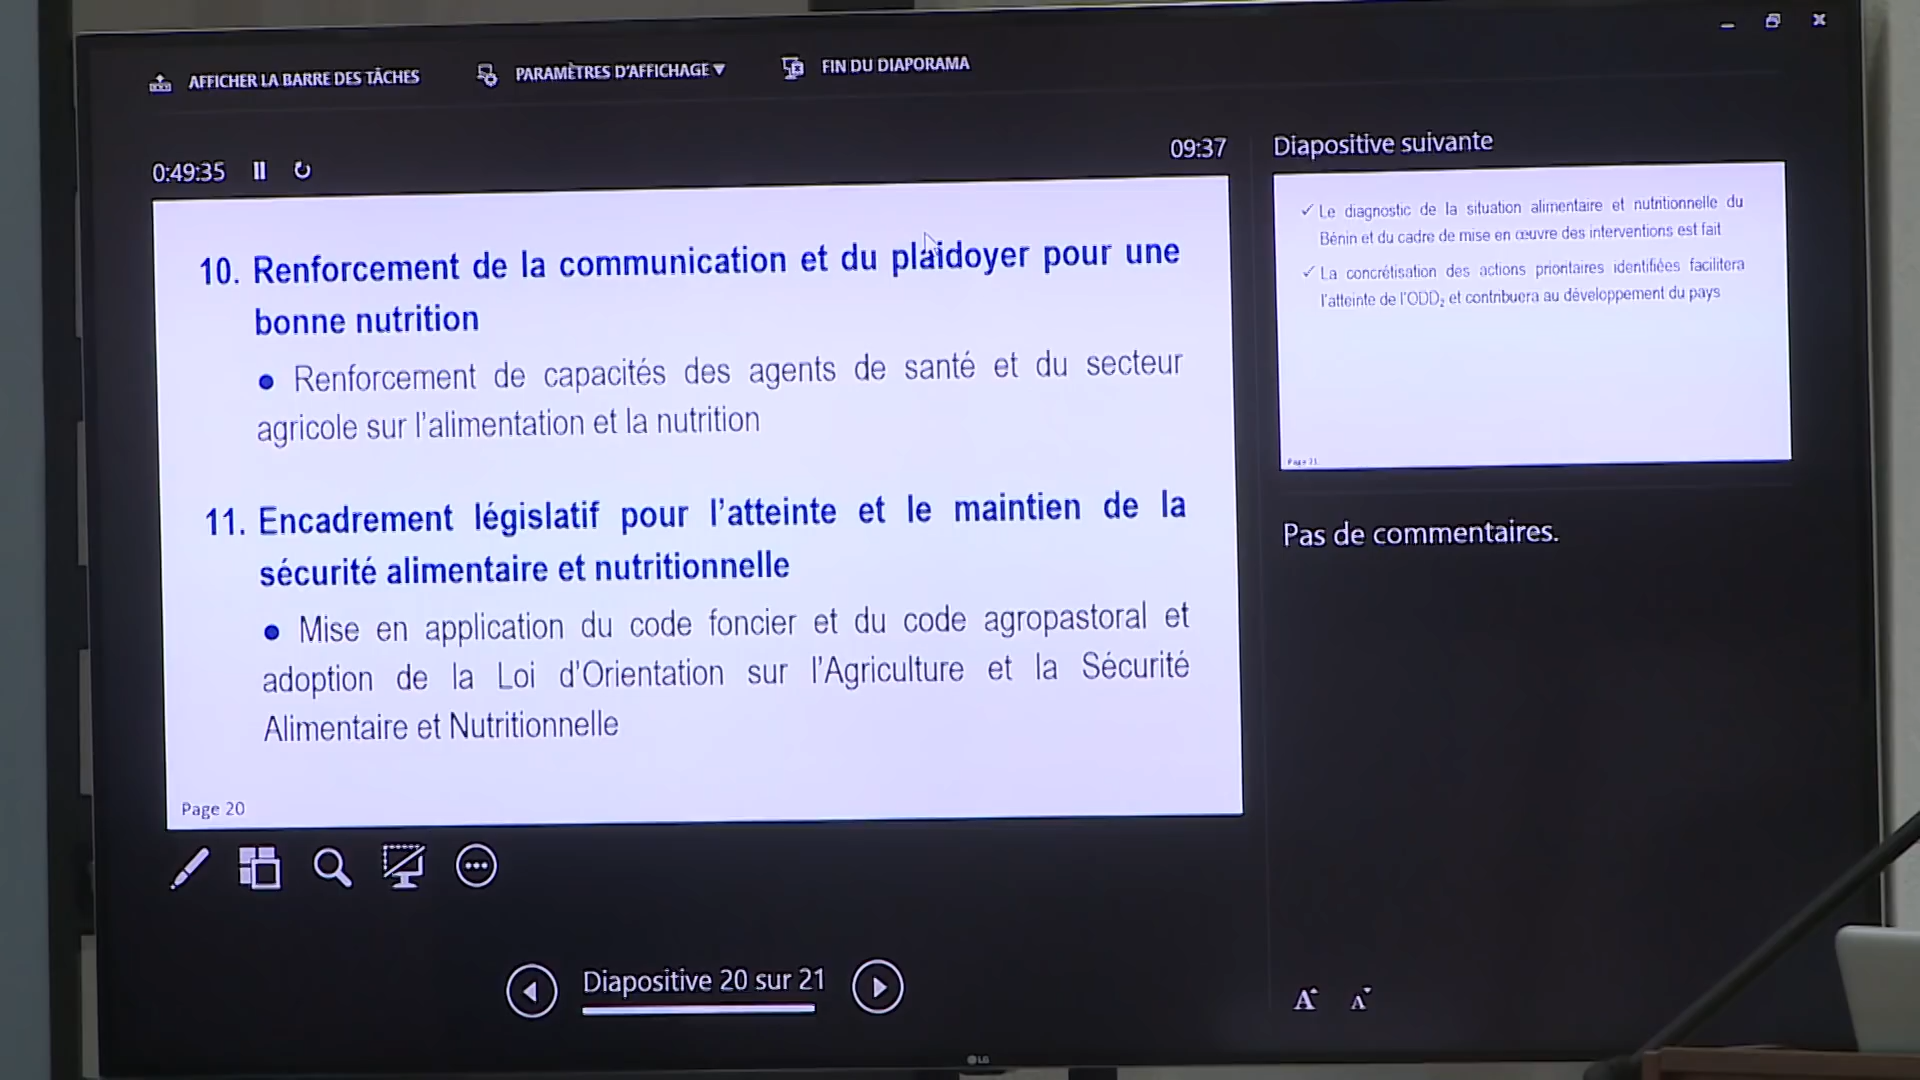 AFFICHER LA BARRE DES TÂCHES
PARAMÈTRES D'AFFICHAGE ▼
FIN DU DIAPORAMA
0:49:35
09:37
10. Renforcement de la communication et du plaidoyer pour une
bonne nutrition
● Renforcement de capacités des agents de santé et du secteur
agricole sur l'alimentation et la nutrition
11. Encadrement législatif pour l'atteinte et le maintien de la
sécurité alimentaire et nutritionnelle
● Mise en application du code foncier et du code agropastoral et
adoption de la Loi d'Orientation sur l'Agriculture et la Sécurité
Alimentaire et Nutritionnelle
Page 20
Diapositive 20 sur 21
Diapositive suivante
✓ Le diagnostic de la situation alimentaire et nutritionnelle du
Bénin et du cadre de mise en œuvre des interventions est fait
✓ La concrétisation des actions prioritaires identifiées facilitera
l'atteinte de l'ODD₂ et contribuera au développement du pays
Page 21
Pas de commentaires.
A A
LG